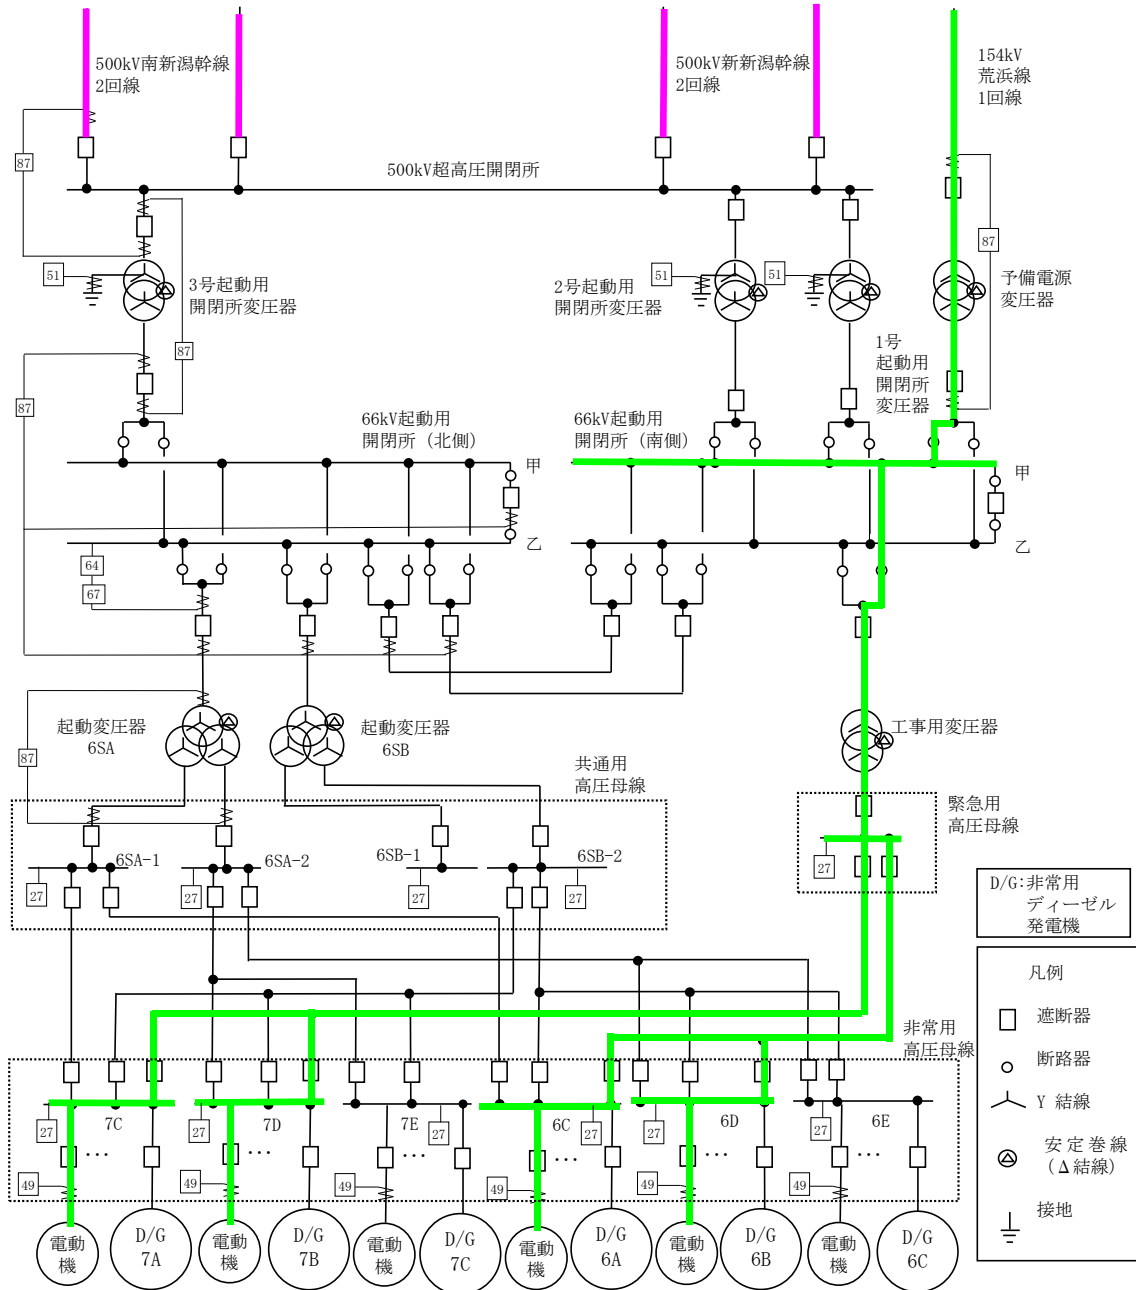 500kV南新潟幹線
2回線
500kV新新潟幹線
2回線
154kV
荒浜線
1回線
87
500kV超高圧開閉所
87
51
3号起動用
開閉所変圧器
51
2号起動用
開閉所変圧器
51
予備電源
変圧器
87
87
1号
起動用
開閉所
変圧器
66kV起動用
開閉所（北側）
66kV起動用
開閉所（南側）
甲
甲
乙
乙
64
67
起動変圧器
6SA
起動変圧器
6SB
工事用変圧器
87
共通用
高圧母線
緊急用
高圧母線
6SA-1
6SA-2
6SB-1
6SB-2
27
27
27
27
27
D/G:非常用
ディーゼル
発電機
凡例
遮断器
断路器
Y 結線
安定巻線
(Δ結線)
接地
非常用
高圧母線
27
7C
27
7D
7E
27
6C
27
27
6D
27
6E
…
…
…
…
…
…
49
49
49
49
49
49
電動
機
D/G
7A
電動
機
D/G
7B
電動
機
D/G
7C
電動
機
D/G
6A
電動
機
D/G
6B
電動
機
D/G
6C